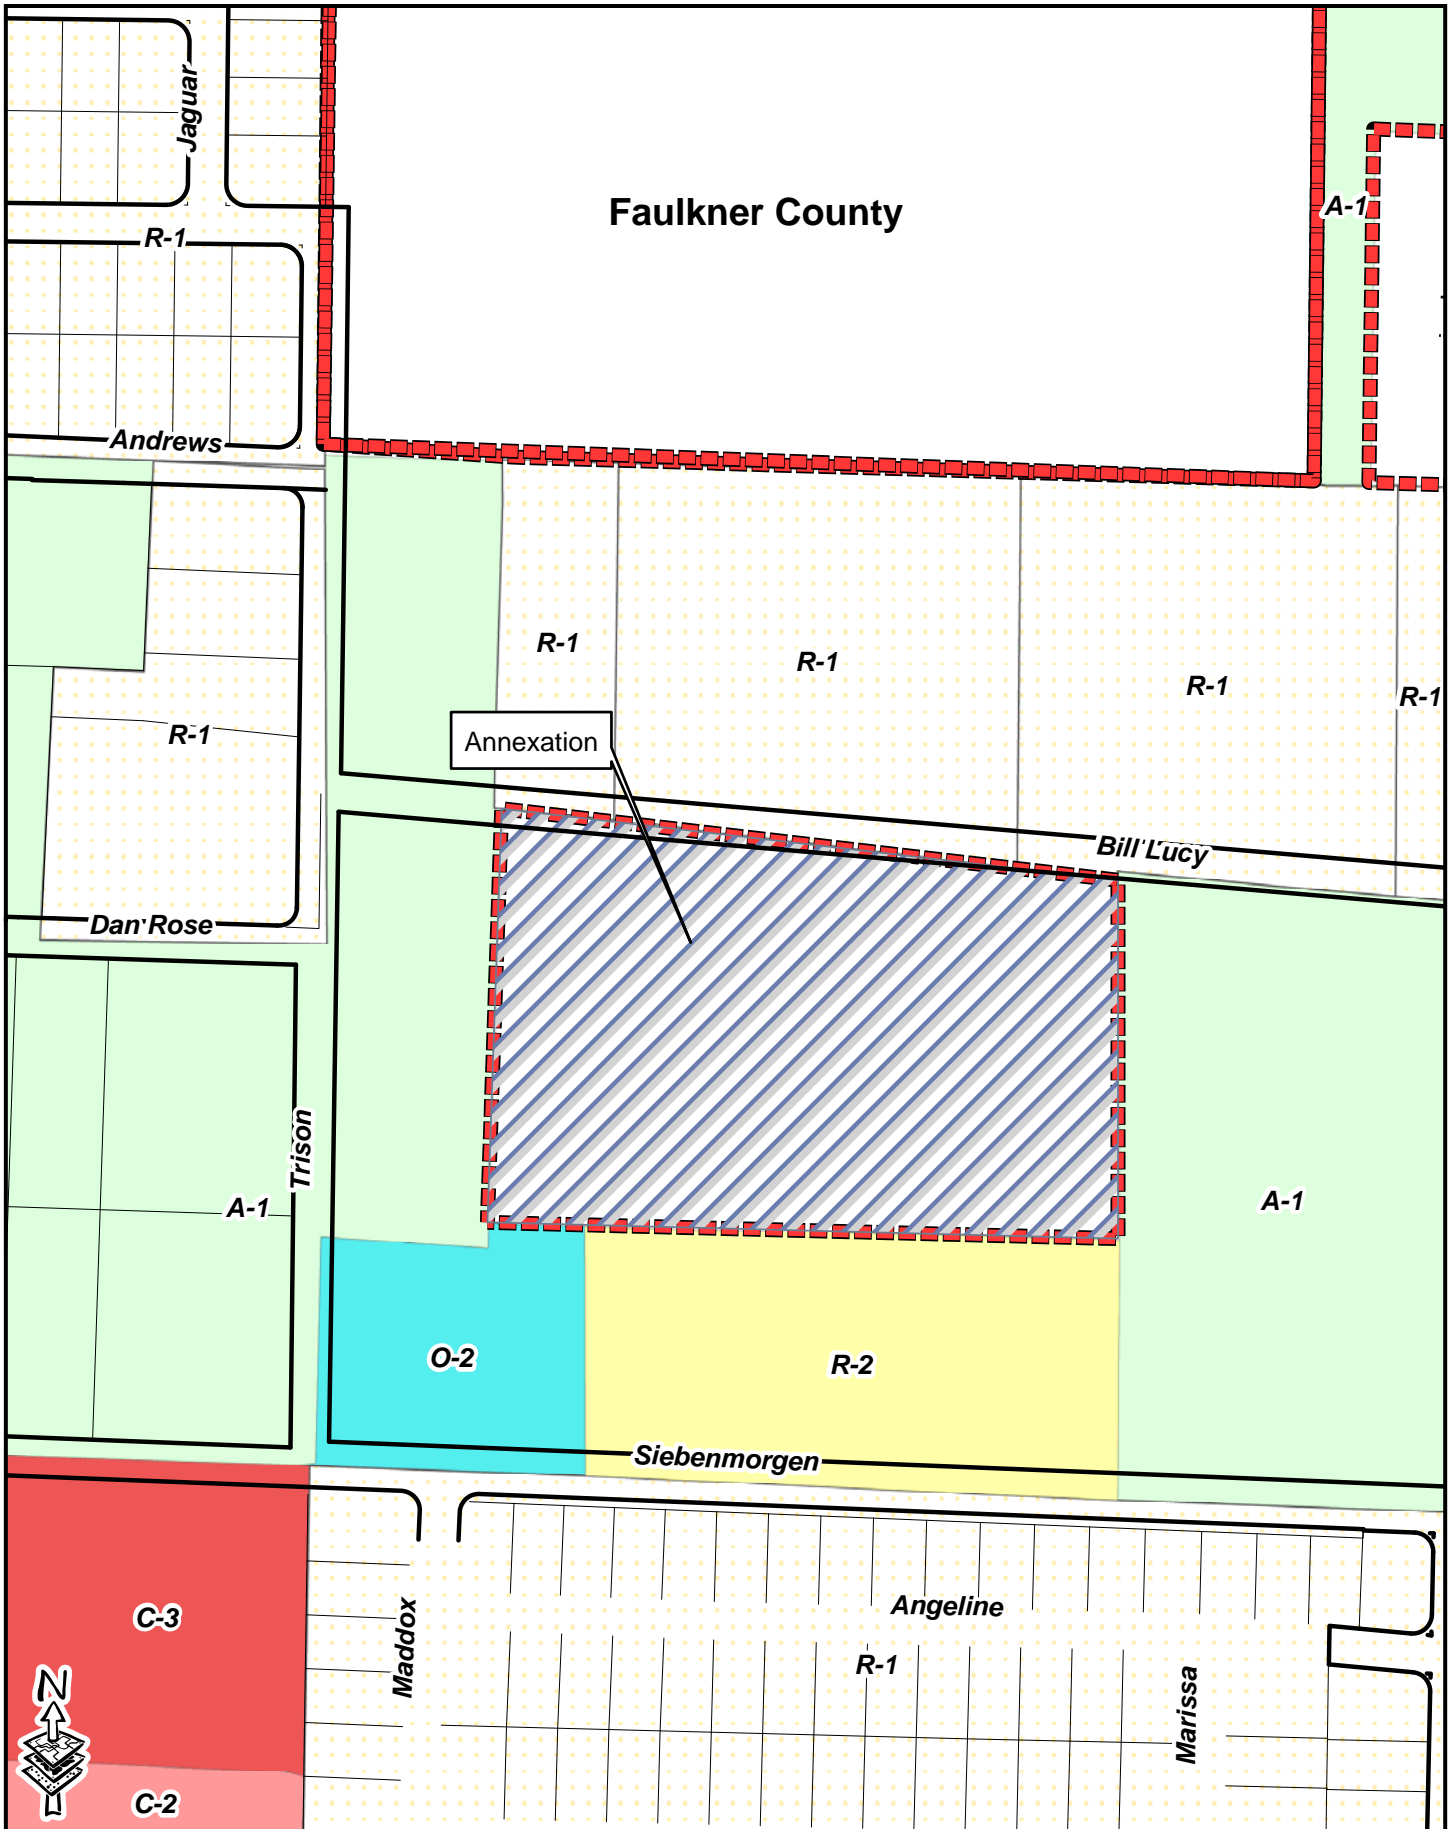 Jaguar
Faulkner County
A-1
R-1
Andrews
R-1
R-1
R-1
R-1
R-1
Annexation
Bill Lucy
Dan Rose
Trison
A-1
A-1
O-2
R-2
Siebenmorgen
C-3
Maddox
Angeline
R-1
Marissa
N
C-2